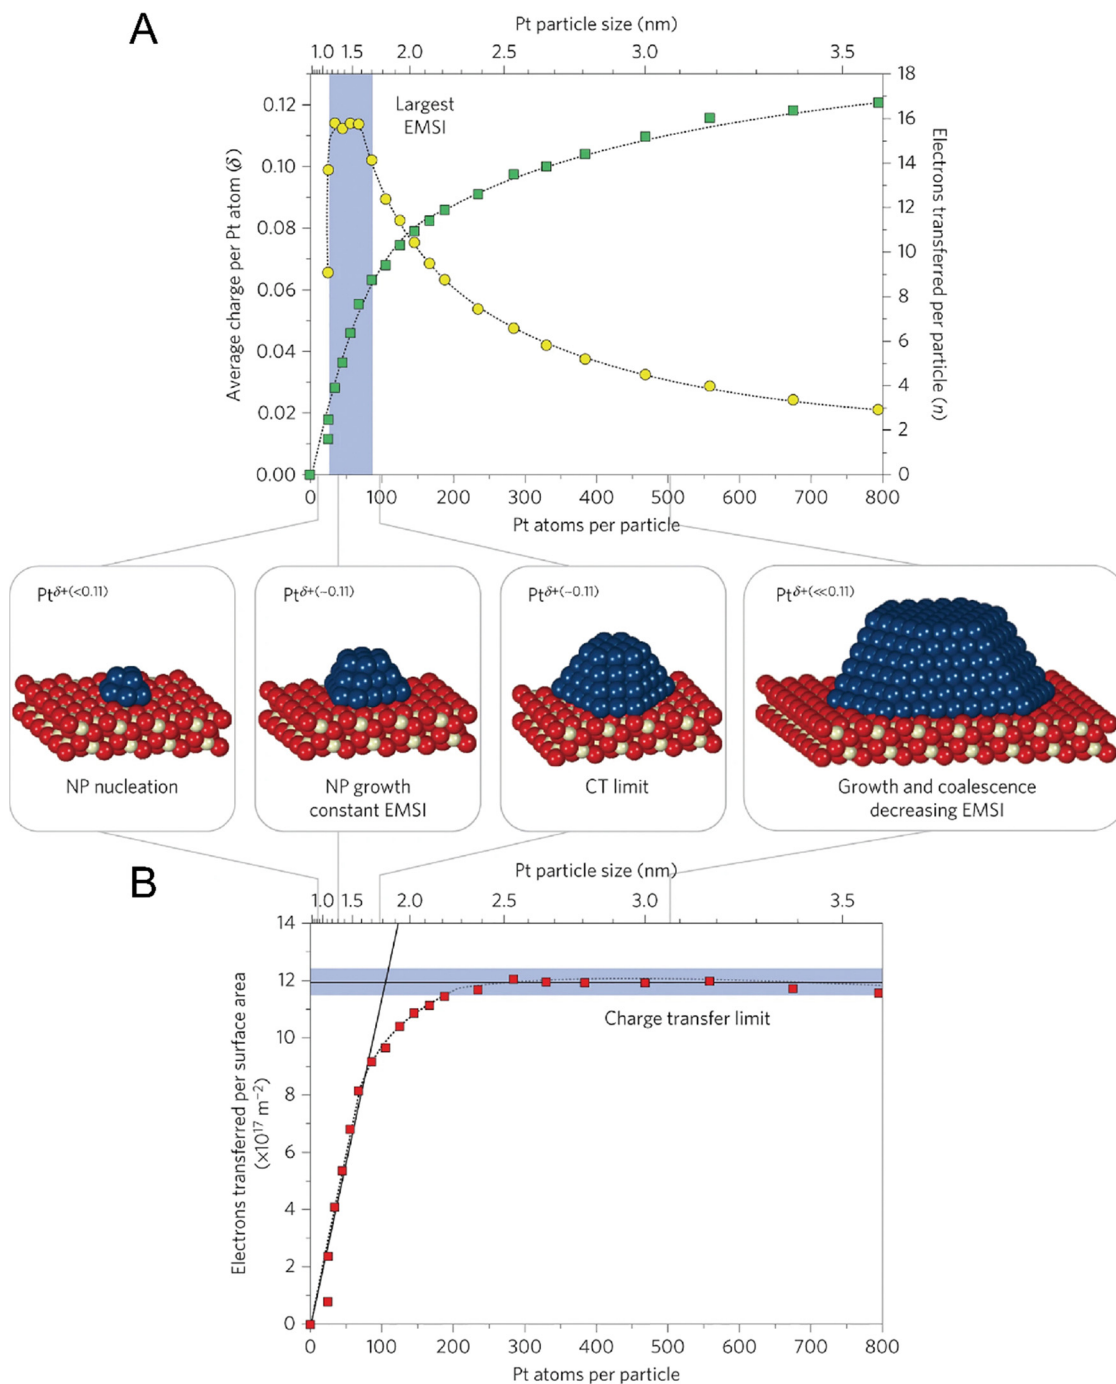 A
Pt particle size (nm)
1.0 1.5 2.0 2.5 3.0 3.5
Largest
EMSI
Average charge per Pt atom (δ)
0.12
0.10
0.08
0.06
0.04
0.02
0.00
18
16
14
12
10
8
6
4
2
0
Electrons transferred per particle (n)
0 100 200 300 400 500 600 700 800
Pt atoms per particle
Ptδ+(<0.11)
NP nucleation
Ptδ+(~0.11)
NP growth
constant EMSI
Ptδ+(~0.11)
CT limit
Ptδ+(<<0.11)
Growth and coalescence
decreasing EMSI
B
Pt particle size (nm)
1.0 1.5 2.0 2.5 3.0 3.5
Electrons transferred per surface area
(×10¹⁷ m⁻²)
14
12
10
8
6
4
2
0
Charge transfer limit
0 100 200 300 400 500 600 700 800
Pt atoms per particle